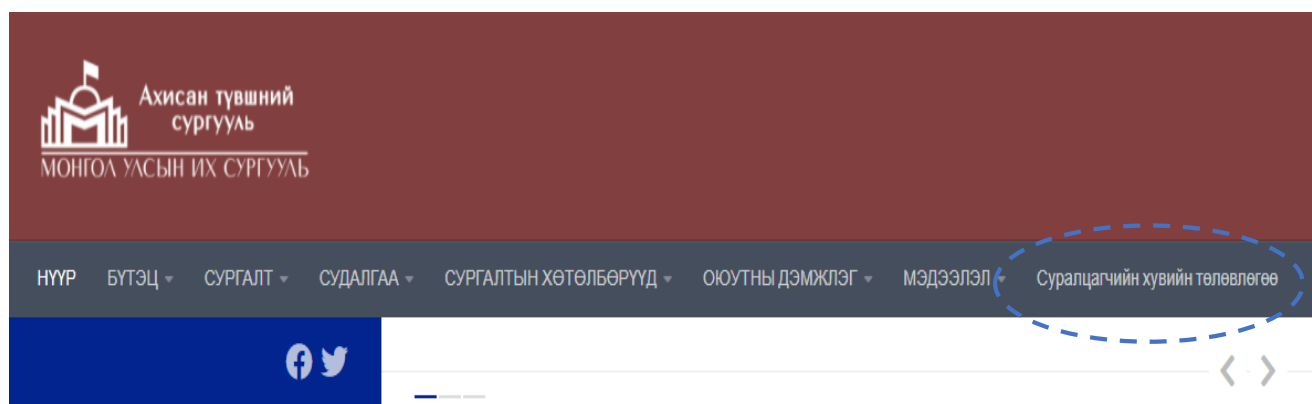 Ахисан түвшний
сургууль
МОНГОЛ УЛСЫН ИХ СУРГУУЛЬ
НҮҮР БҮТЭЦ СУРГАЛТ СУДАЛГАА СУРГАЛТЫН ХӨТӨЛБӨРҮҮД ОЮУТНЫ ДЭМЖЛЭГ МЭДЭЭЛЭЛ Суралцагчийн хувийн төлөвлөгөө